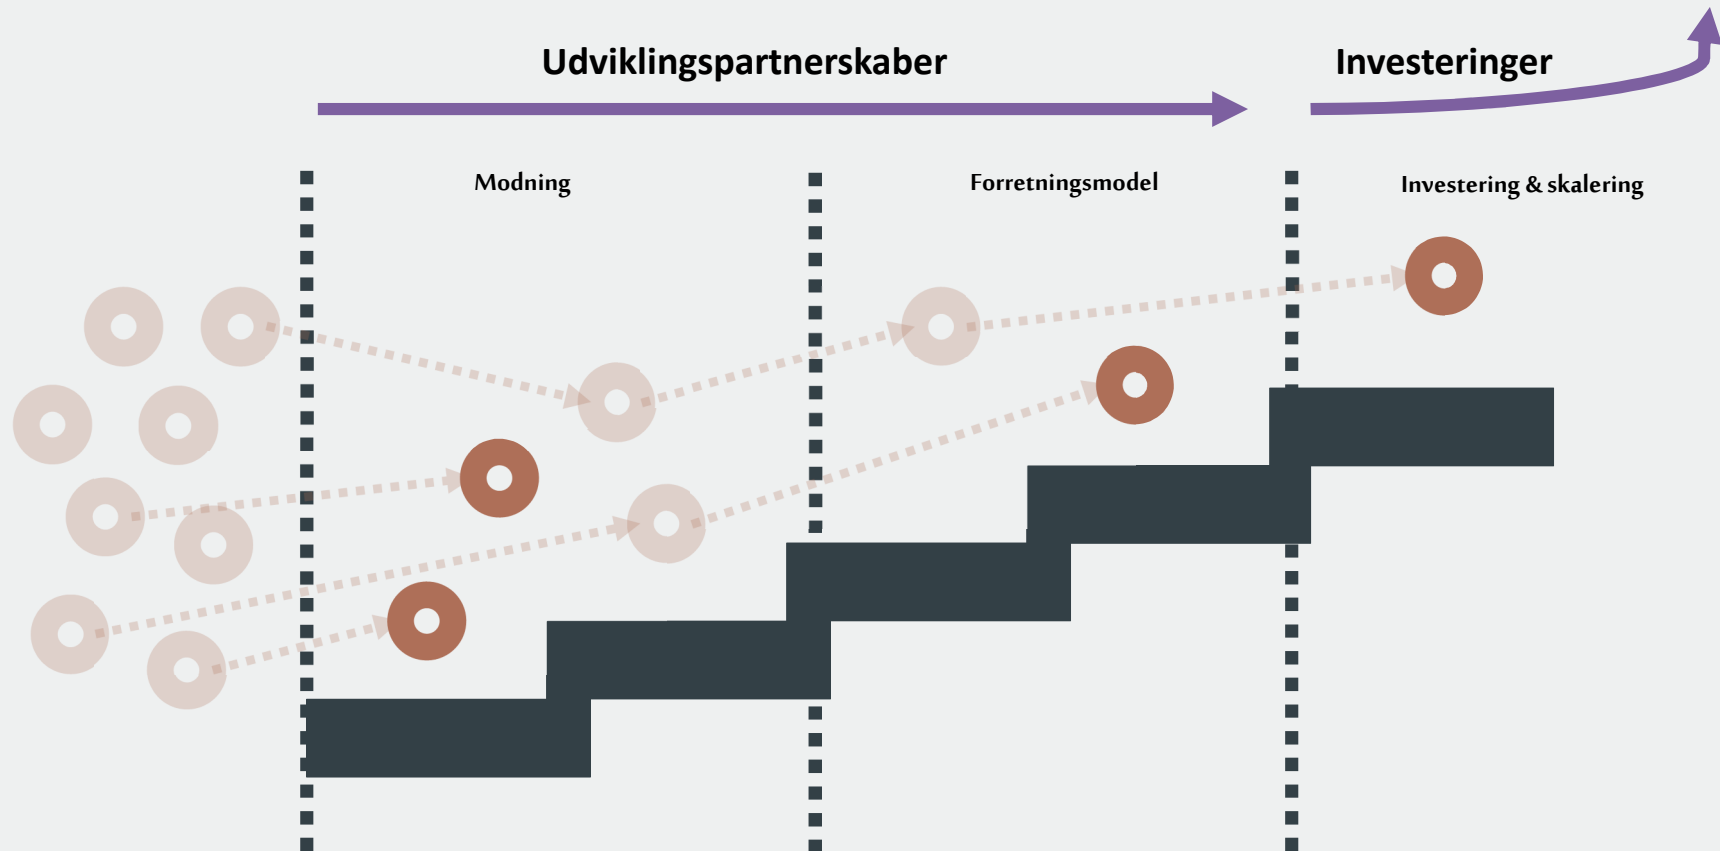 Udviklingspartnerskaber
Investeringer
Modning
Forretningsmodel
Investering & skalering